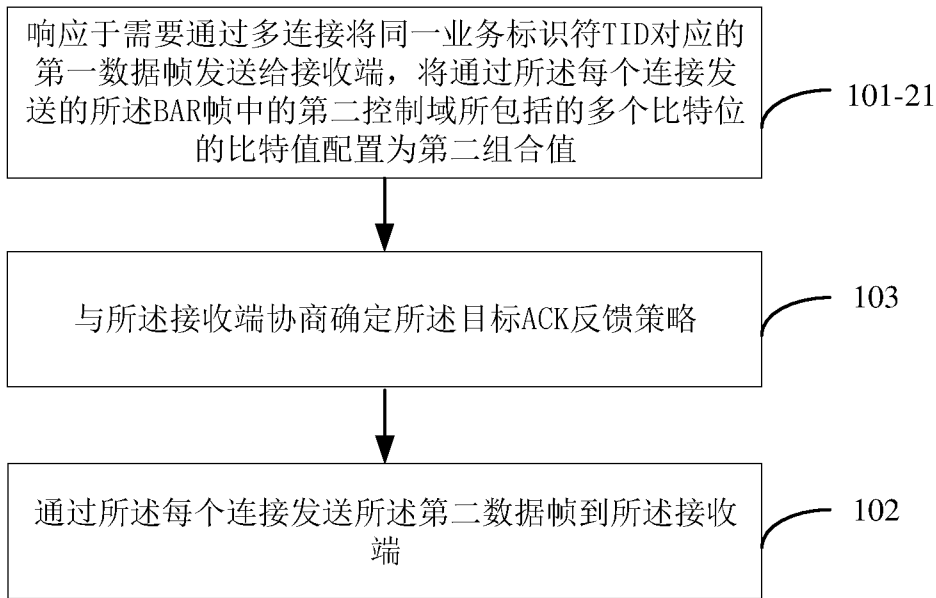 响应于需要通过多连接将同一业务标识符TID对应的
第一数据帧发送给接收端，将通过所述每个连接发
送的所述BAR帧中的第二控制域所包括的多个比特位
的比特值配置为第二组合值
101-21
与所述接收端协商确定所述目标ACK反馈策略
103
通过所述每个连接发送所述第二数据帧到所述接收
端
102